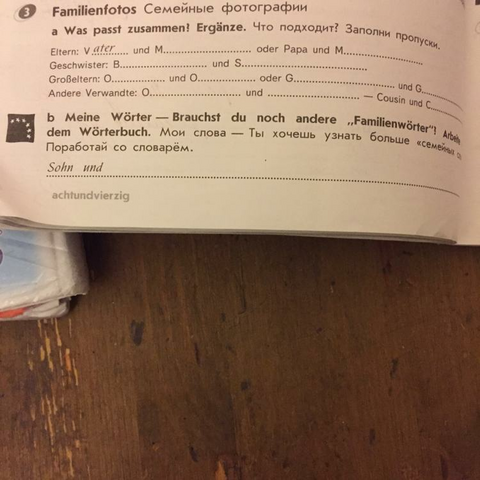 3 Familienfotos Семейные фотографии
a Was passt zusammen? Ergänze. Что подходит? Заполни пропуски.
Eltern: Vater und M.................... oder Papa und M....................
Geschwister: B.................... und S....................
Großeltern: O.................... und O.................... oder G.................... und G....................
Andere Verwandte: O.................... und .................... — Cousin und C....................
b Meine Wörter — Brauchst du noch andere „Familienwörter“!
dem Wörterbuch. Мои слова — Ты хочешь узнать больше «семейных
Поработай со словарём.
Sohn und
achtundvierzig